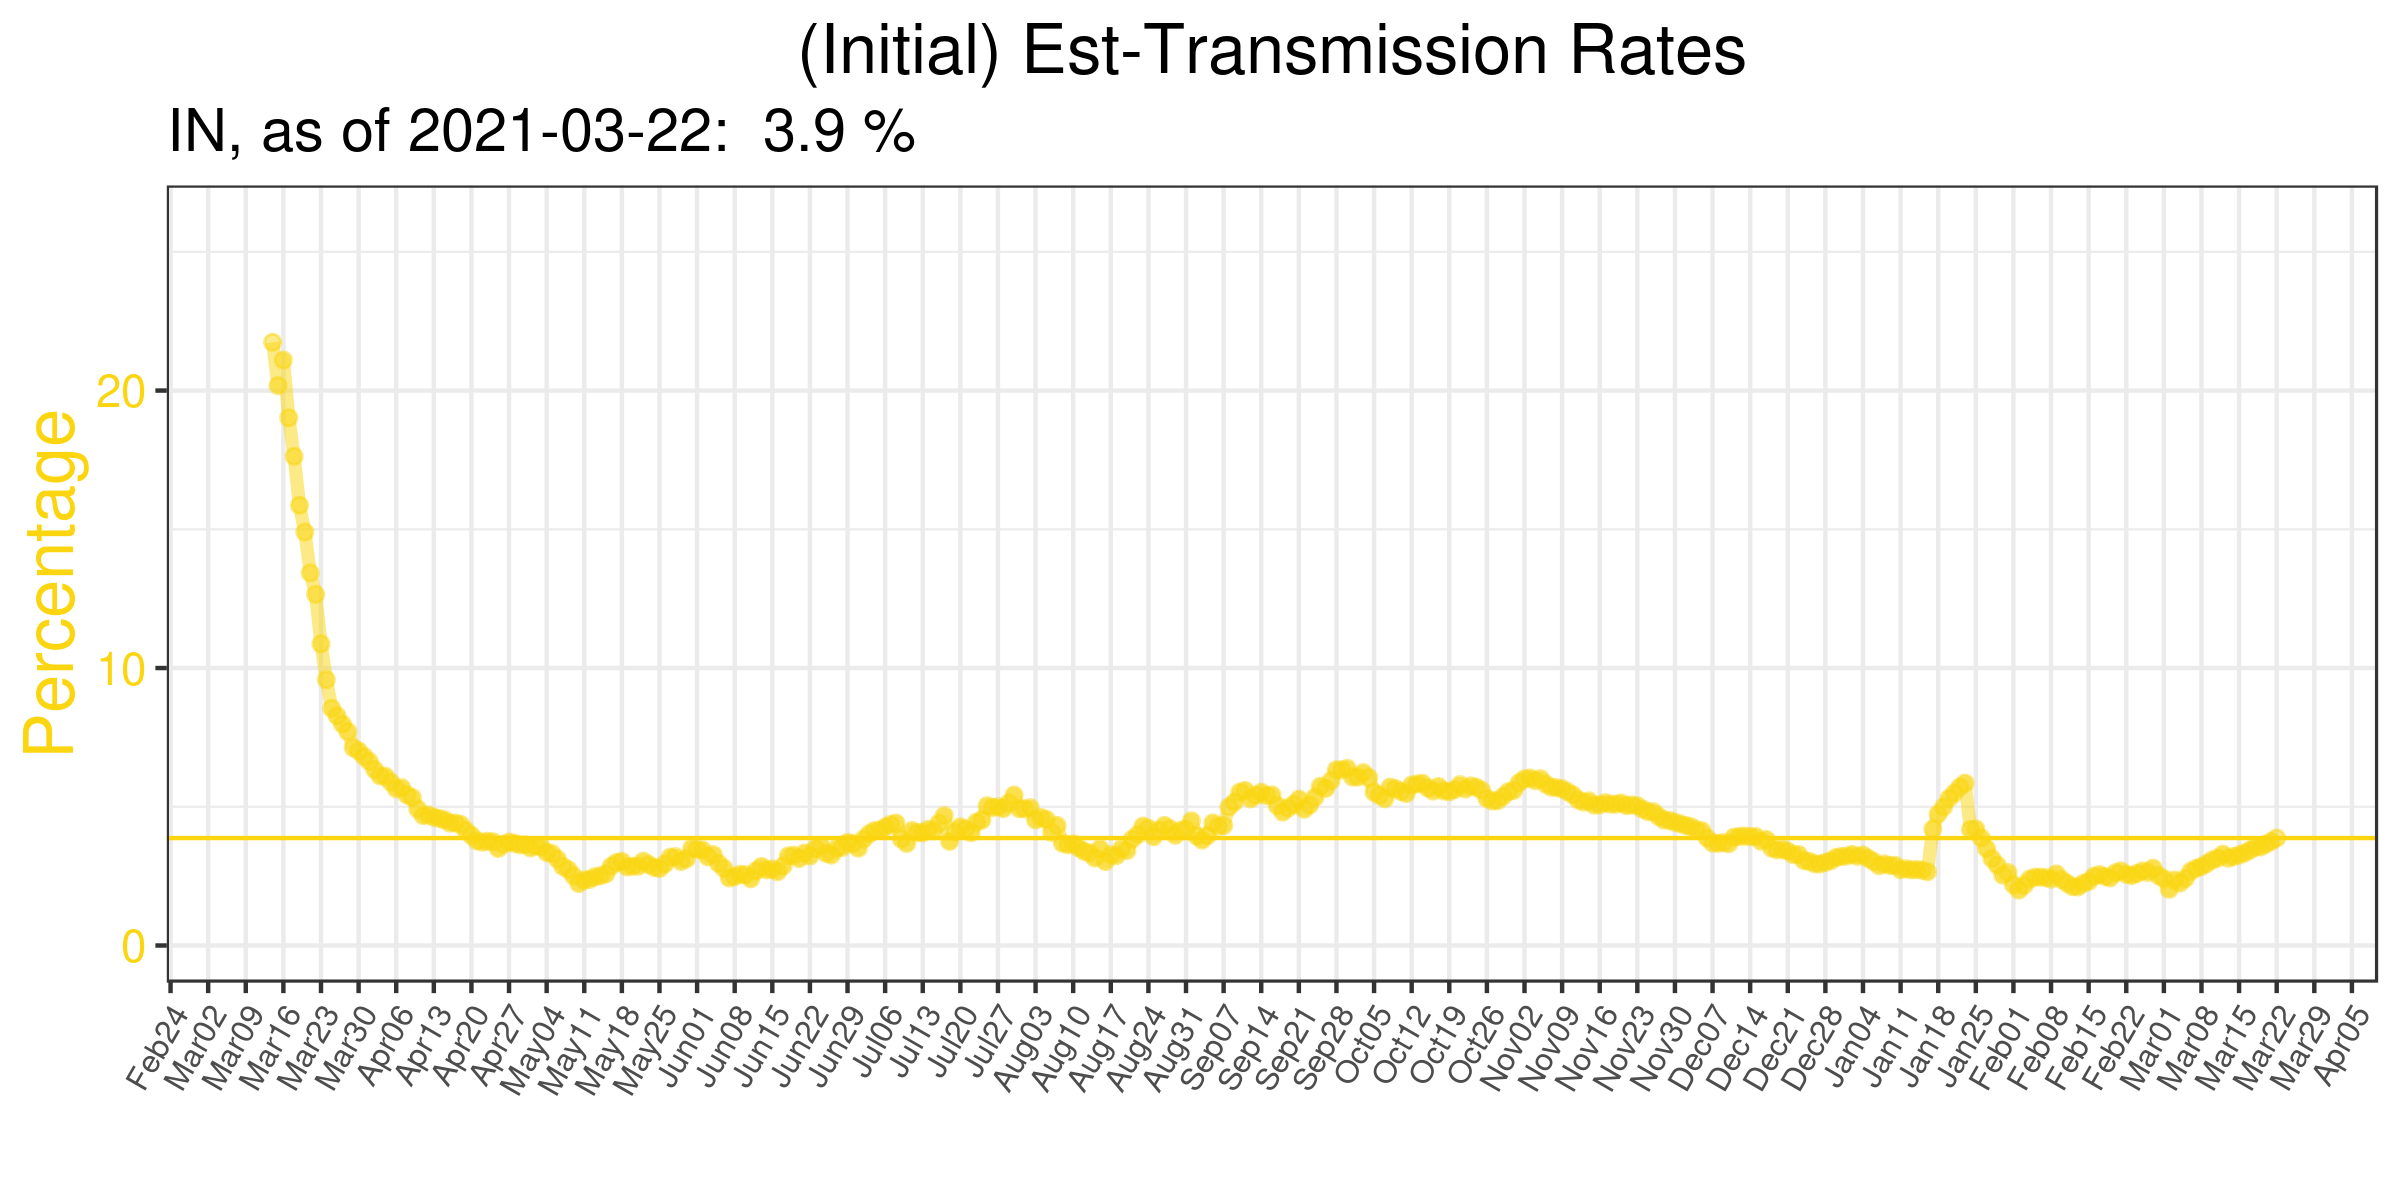 (Initial) Est-Transmission Rates
IN, as of 2021-03-22:  3.9 %
Percentage
20
10
0
Feb24
Mar02
Mar09
Mar16
Mar23
Mar30
Apr06
Apr13
Apr20
Apr27
May04
May11
May18
May25
Jun01
Jun08
Jun15
Jun22
Jun29
Jul06
Jul13
Jul20
Jul27
Aug03
Aug10
Aug17
Aug24
Aug31
Sep07
Sep14
Sep21
Sep28
Oct05
Oct12
Oct19
Oct26
Nov02
Nov09
Nov16
Nov23
Nov30
Dec07
Dec14
Dec21
Dec28
Jan04
Jan11
Jan18
Jan25
Feb01
Feb08
Feb15
Feb22
Mar01
Mar08
Mar15
Mar22
Mar29
Apr05